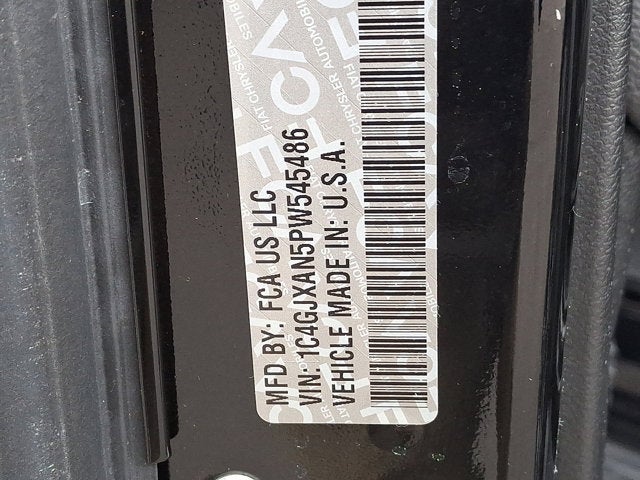 MFD BY: FCA US LLC
VIN: 1C4GJXAN5PW545486
VEHICLE MADE IN: U.S.A.